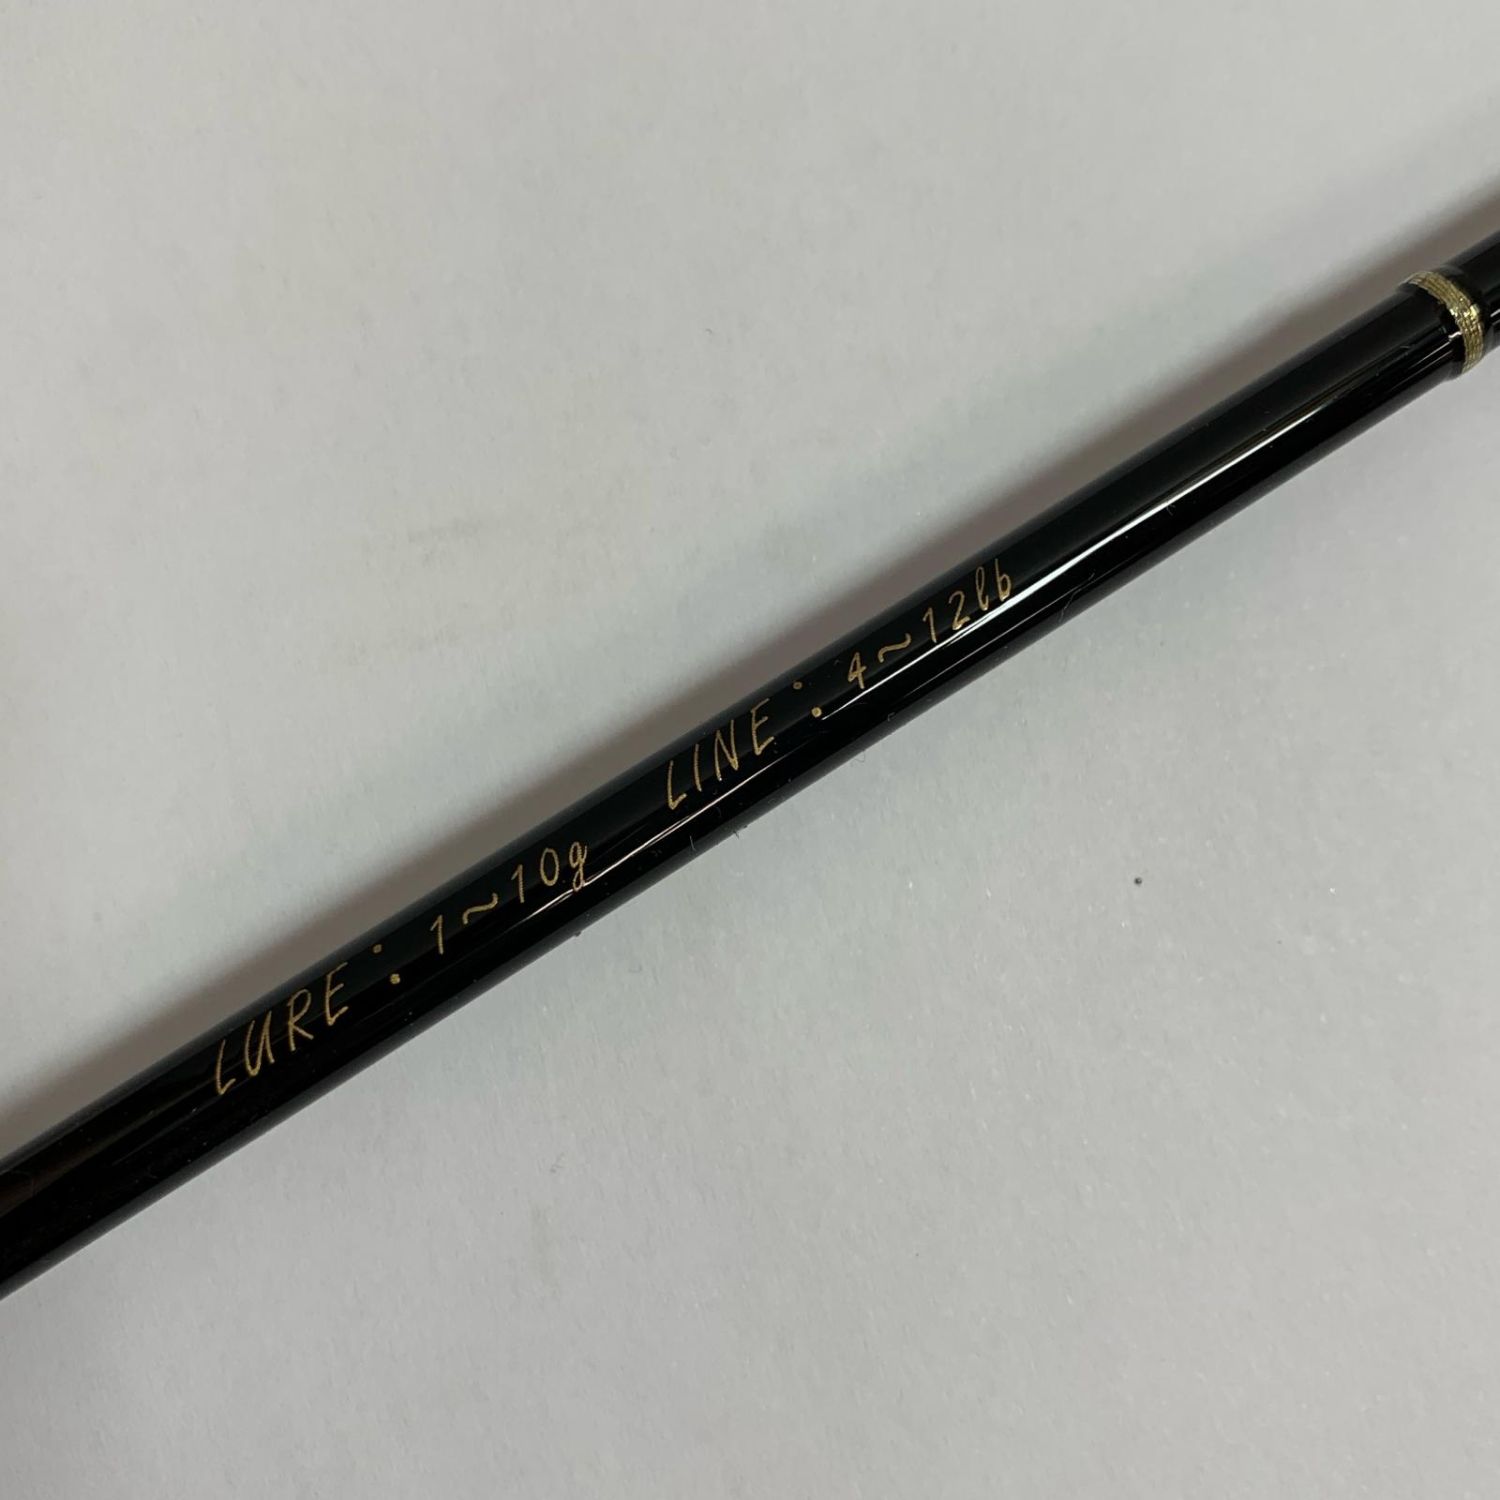 LURE：1～10g LINE：4～12lb